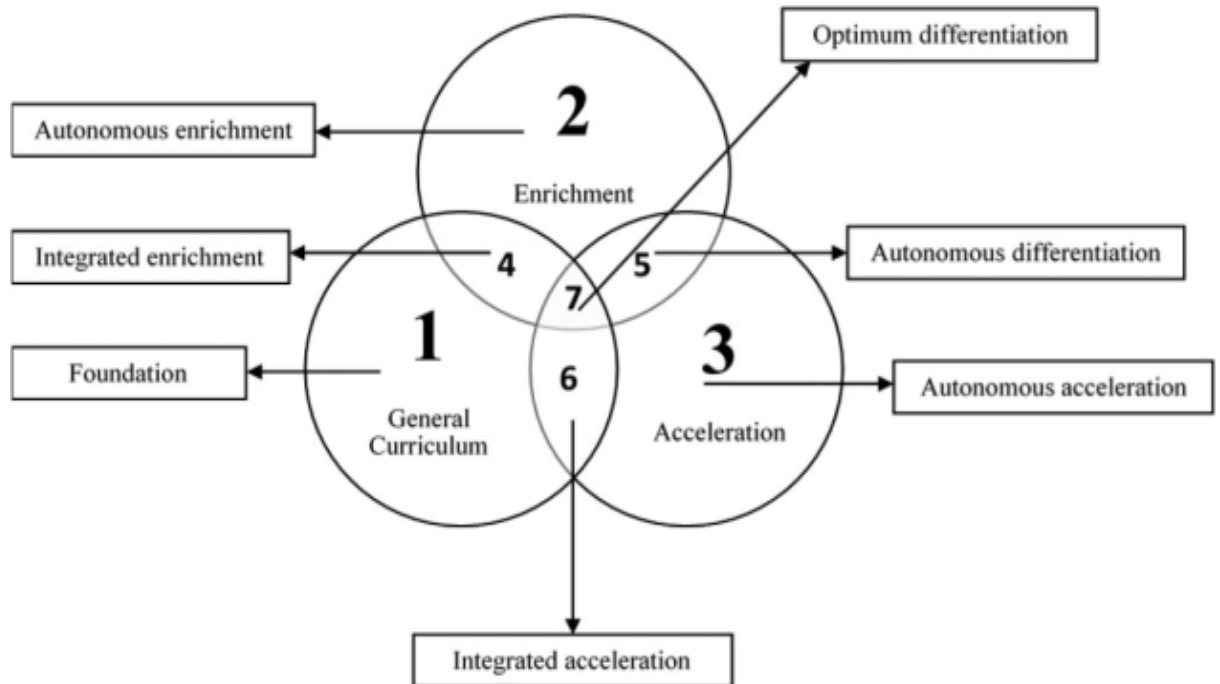 Optimum differentiation
2
Autonomous enrichment
Enrichment
Integrated enrichment
4
5
Autonomous differentiation
7
1
3
Foundation
6
Autonomous acceleration
General
Curriculum
Acceleration
Integrated acceleration